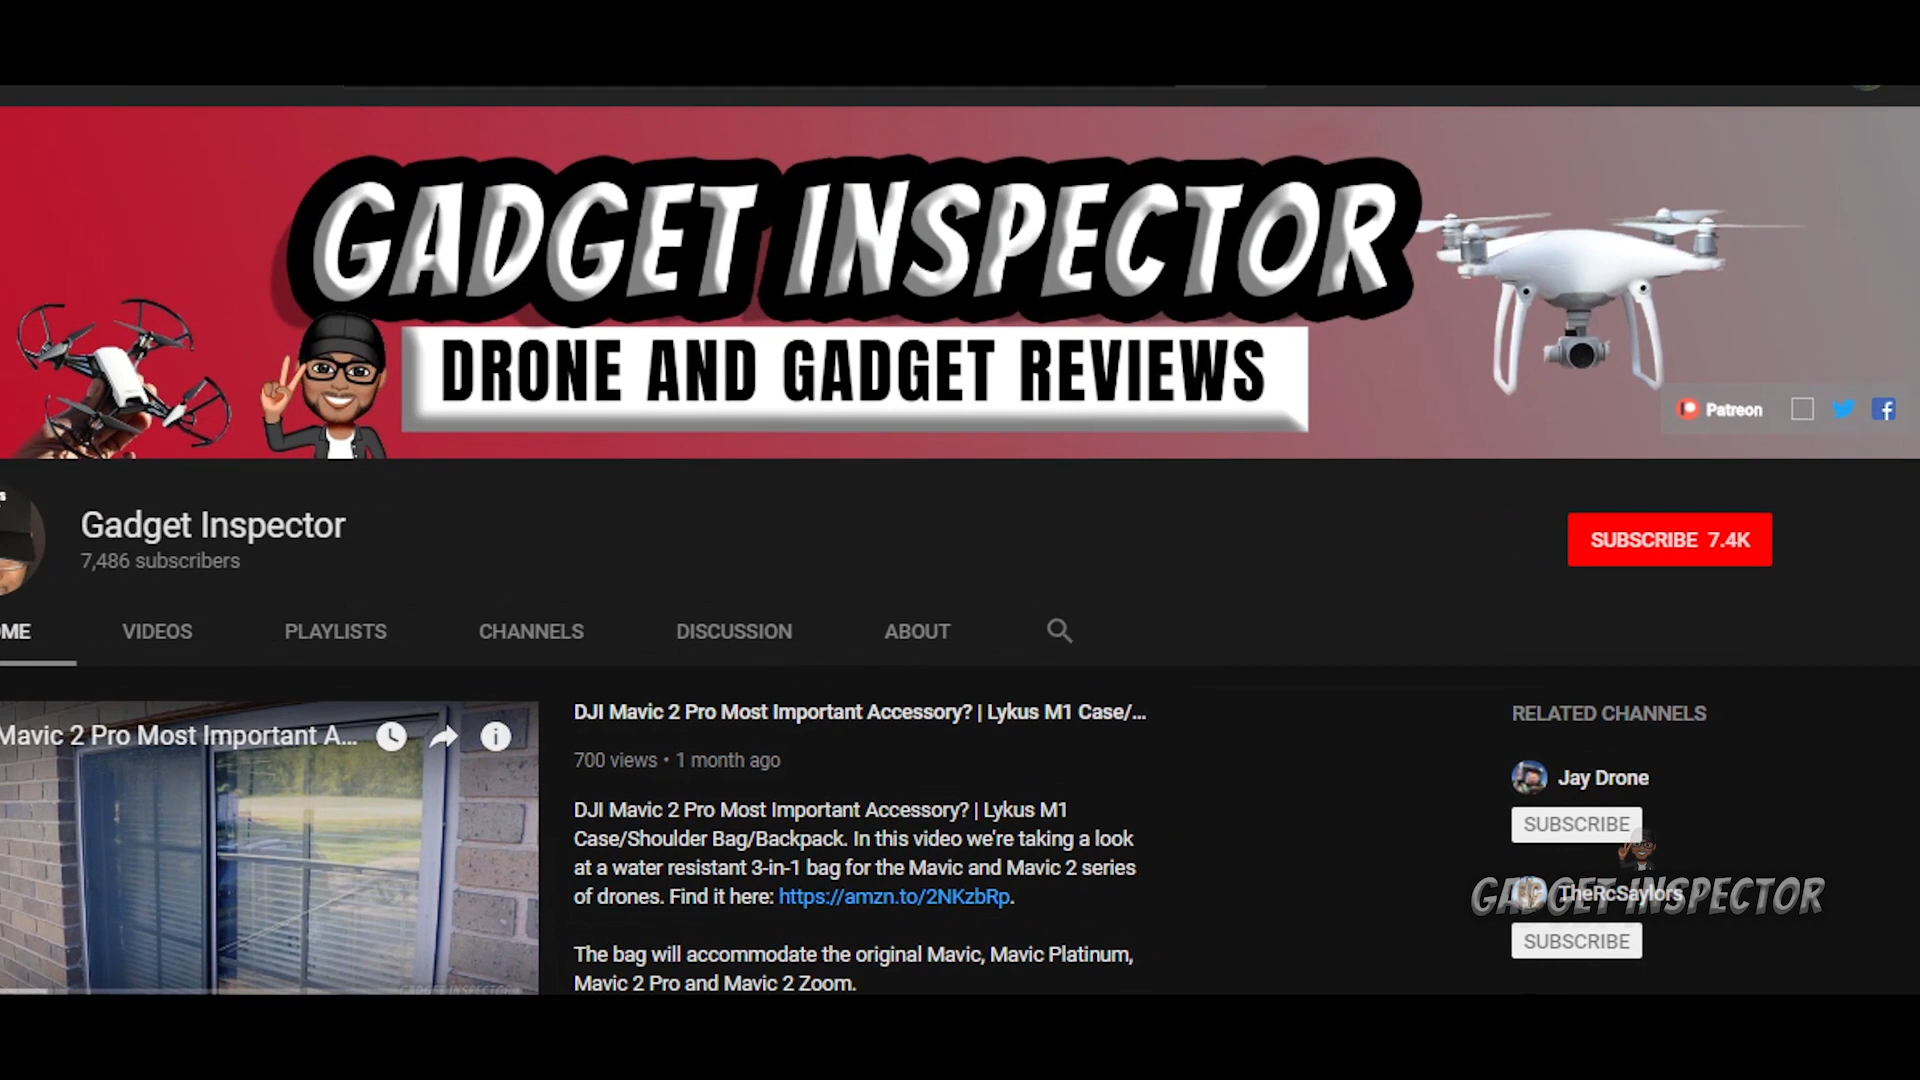 GADGET INSPECTOR
DRONE AND GADGET REVIEWS
Patreon
Gadget Inspector
7,486 subscribers
SUBSCRIBE 7.4K
OME
VIDEOS
PLAYLISTS
CHANNELS
DISCUSSION
ABOUT
Mavic 2 Pro Most Important A...
DJI Mavic 2 Pro Most Important Accessory? | Lykus M1 Case/...
700 views • 1 month ago
DJI Mavic 2 Pro Most Important Accessory? | Lykus M1
Case/Shoulder Bag/Backpack. In this video we're taking a look
at a water resistant 3-in-1 bag for the Mavic and Mavic 2 series
of drones. Find it here: https://amzn.to/2NKzbRp.
The bag will accommodate the original Mavic, Mavic Platinum,
Mavic 2 Pro and Mavic 2 Zoom.
GADGET INSPECTOR
RELATED CHANNELS
Jay Drone
SUBSCRIBE
TheRcSaylors
GADGET INSPECTOR
SUBSCRIBE